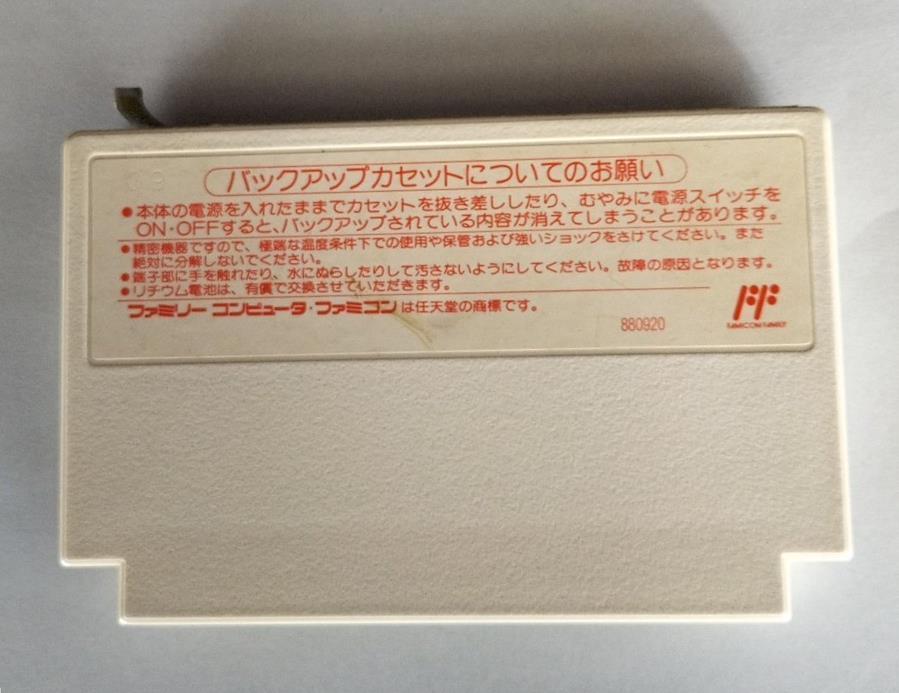 バックアップカセットについてのお願い
●本体の電源を入れたままでカセットを抜き差ししたり、むやみに電源スイッチを
ON・OFFすると、バックアップされている内容が消えてしまうことがあります。
●精密機器ですので、極端な温度条件下での使用や保管および強いショックをさけてください。また
絶対に分解しないでください。
●端子部に手を触れたり、水にぬらしたりして汚さないようにしてください。故障の原因となります。
●リチウム電池は、有償で交換させていただきます。
ファミリー コンピュータ・ファミコンは任天堂の商標です。
FAMICOM FAMILY
880920